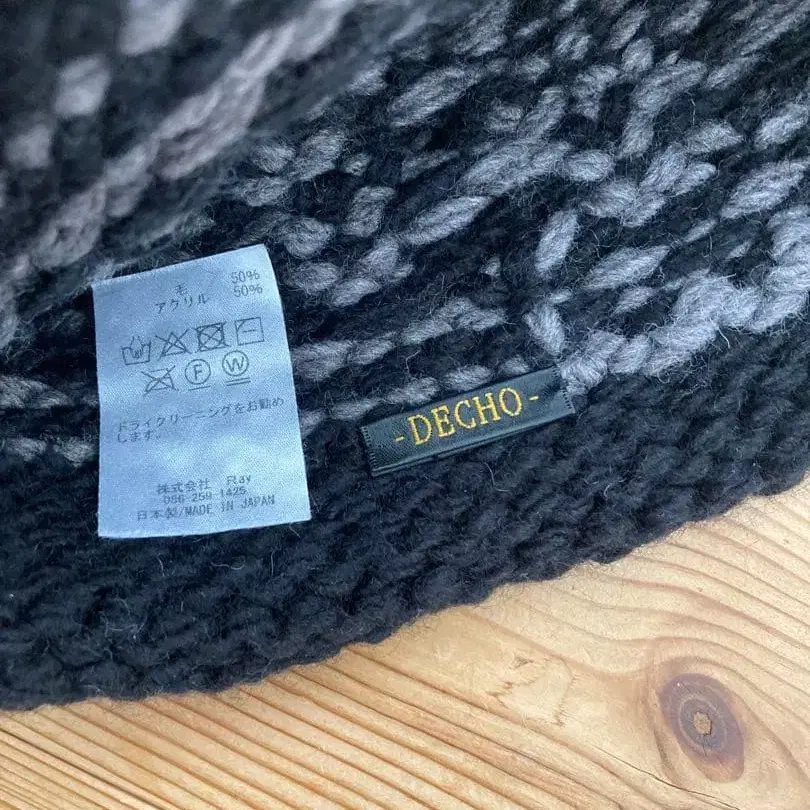 毛 50%
アクリル 50%
F W
ドライクリーニングをお勧め
します。
株式会社 Ray
086-259-1425
日本製/MADE IN JAPAN
-DECHO-